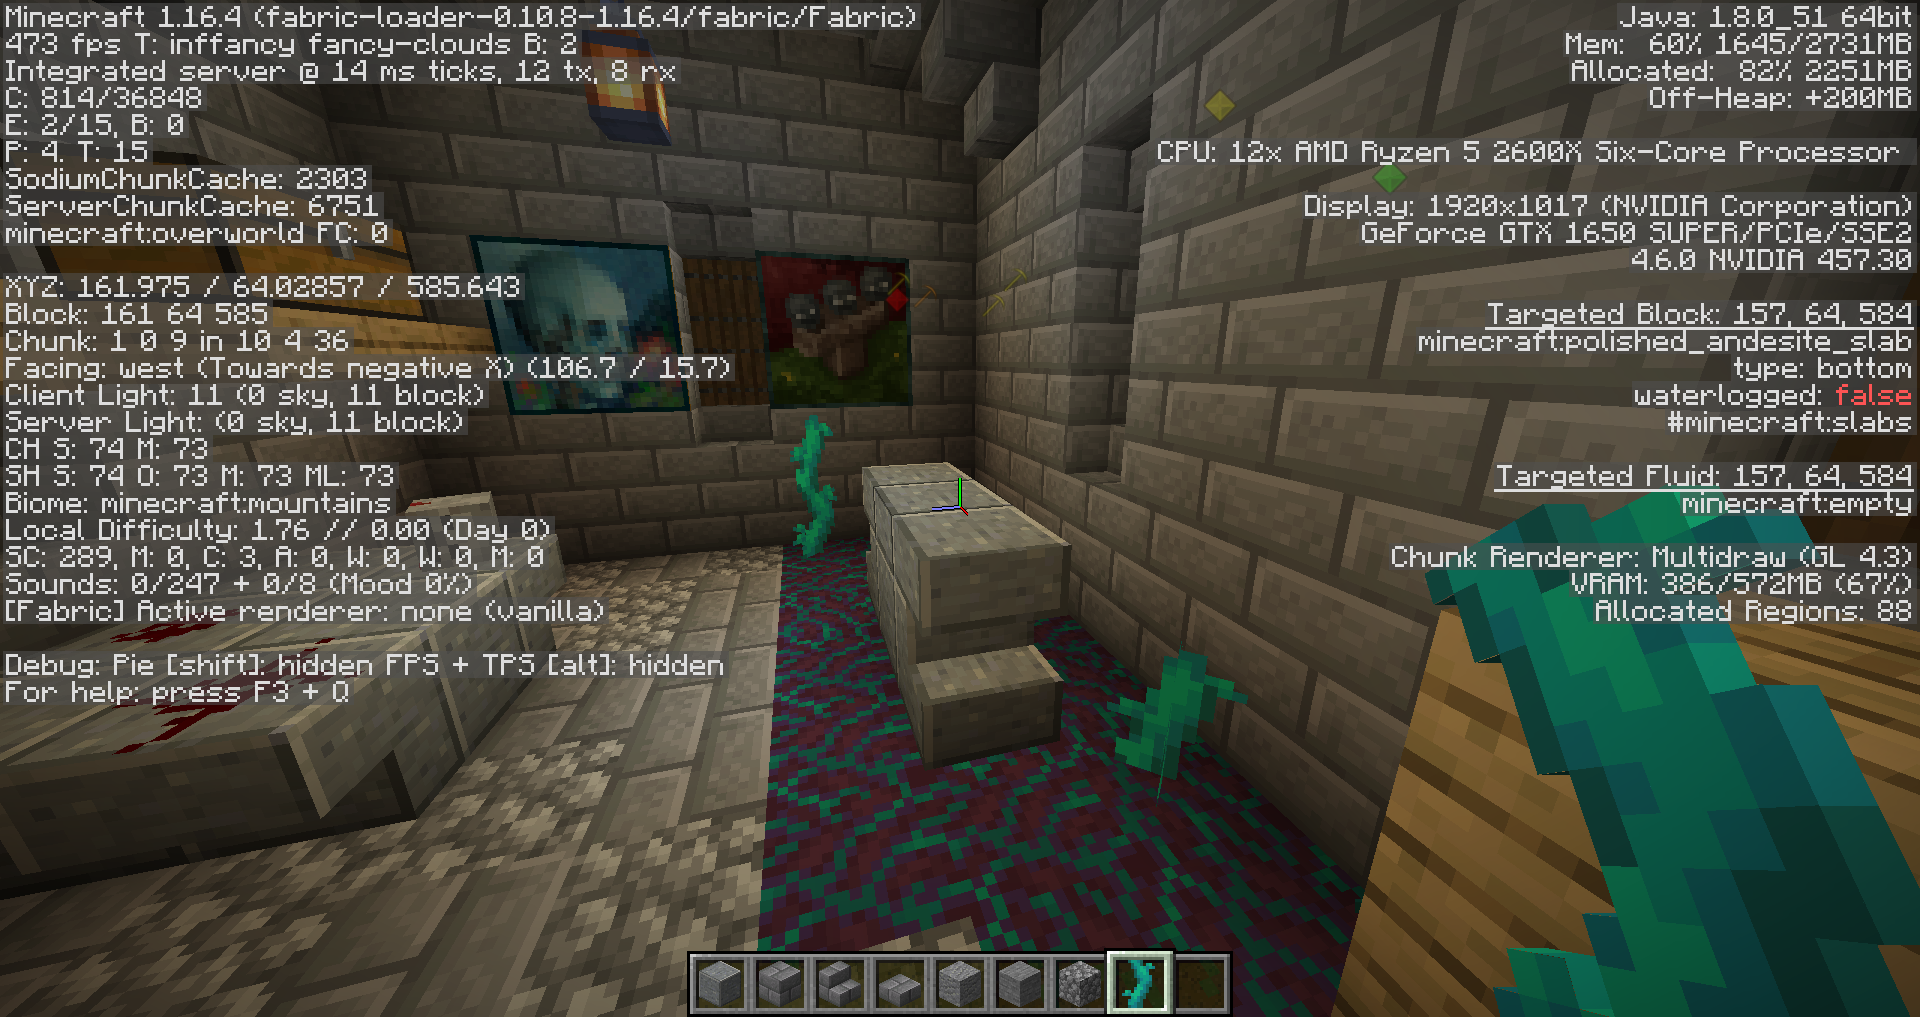 Minecraft 1.16.4 (fabric-loader-0.10.8-1.16.4/fabric/Fabric)
473 fps T: inffancy fancy-clouds B: 2
Integrated server @ 14 ms ticks, 12 tx, 8 rx
C: 814/36848
E: 2/15, B: 0
P: 4. T: 15
SodiumChunkCache: 2303
ServerChunkCache: 6751
minecraft:overworld FC: 0
XYZ: 161.975 / 64.02857 / 585.643
Block: 161 64 585
Chunk: 1 0 9 in 10 4 36
Facing: west (Towards negative X) (106.7 / 15.7)
Client Light: 11 (0 sky, 11 block)
Server Light: (0 sky, 11 block)
CH S: 74 M: 73
SH S: 74 O: 73 M: 73 ML: 73
Biome: minecraft:mountains
Local Difficulty: 1.76 // 0.00 (Day 0)
SC: 289, M: 0, C: 3, A: 0, W: 0, W: 0, M: 0
Sounds: 0/247 + 0/8 (Mood 0%)
[Fabric] Active renderer: none (vanilla)
Debug: Pie [shift]: hidden FPS + TPS [alt]: hidden
For help: press F3 + Q
Java: 1.8.0_51 64bit
Mem: 60% 1645/2731MB
Allocated: 82% 2251MB
Off-Heap: +200MB
CPU: 12x AMD Ryzen 5 2600X Six-Core Processor
Display: 1920x1017 (NVIDIA Corporation)
GeForce GTX 1650 SUPER/PCIe/SSE2
4.6.0 NVIDIA 457.30
Targeted Block: 157, 64, 584
minecraft:polished_andesite_slab
type: bottom
waterlogged: false
#minecraft:slabs
Targeted Fluid: 157, 64, 584
minecraft:empty
Chunk Renderer: Multidraw (GL 4.3)
VRAM: 386/572MB (67%)
Allocated Regions: 88